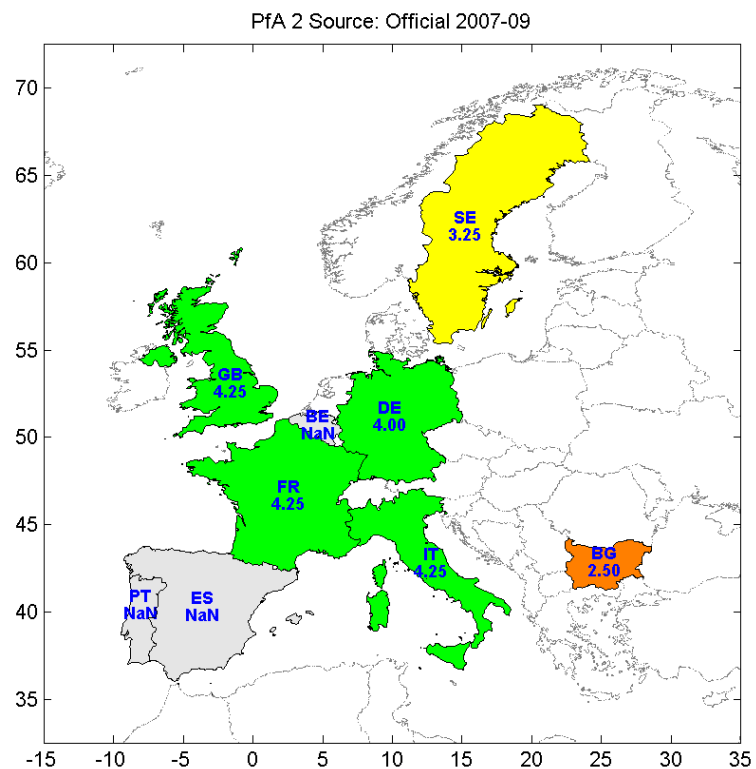 PfA 2 Source: Official 2007-09
70
65
60
55
50
45
40
35
SE
3.25
GB
4.25
BE
NaN
DE
4.00
FR
4.25
IT
4.25
BG
2.50
PT
NaN
ES
NaN
-15 -10 -5 0 5 10 15 20 25 30 35